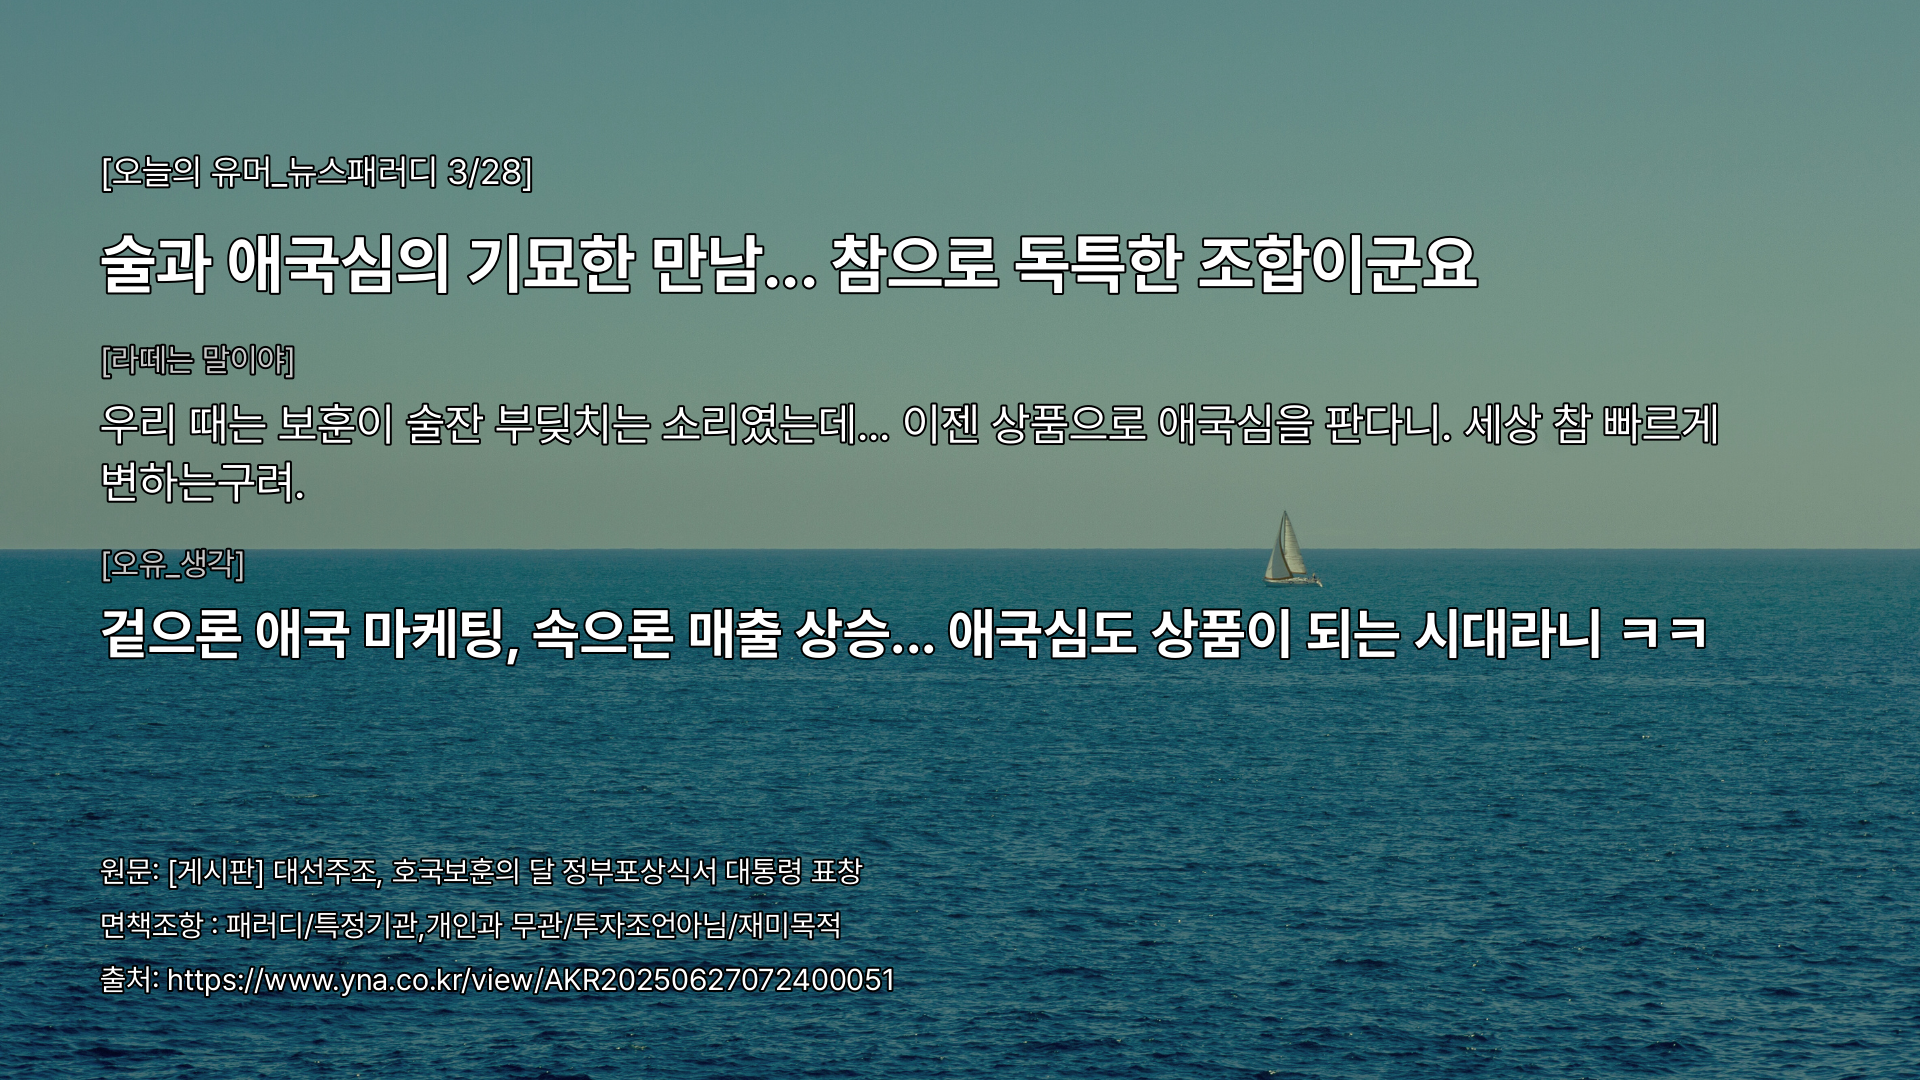 [오늘의 유머_뉴스패러디 3/28]
술과 애국심의 기묘한 만남... 참으로 독특한 조합이군요
[라떼는 말이야]
우리 때는 보훈이 술잔 부딪치는 소리였는데... 이젠 상품으로 애국심을 판다니. 세상 참 빠르게
변하는구려.
[오유_생각]
겉으론 애국 마케팅, 속으론 매출 상승... 애국심도 상품이 되는 시대라니 ㅋㅋ
원문: [게시판] 대선주조, 호국보훈의 달 정부포상식서 대통령 표창
면책조항 : 패러디/특정기관,개인과 무관/투자조언아님/재미목적
출처: https://www.yna.co.kr/view/AKR20250627072400051